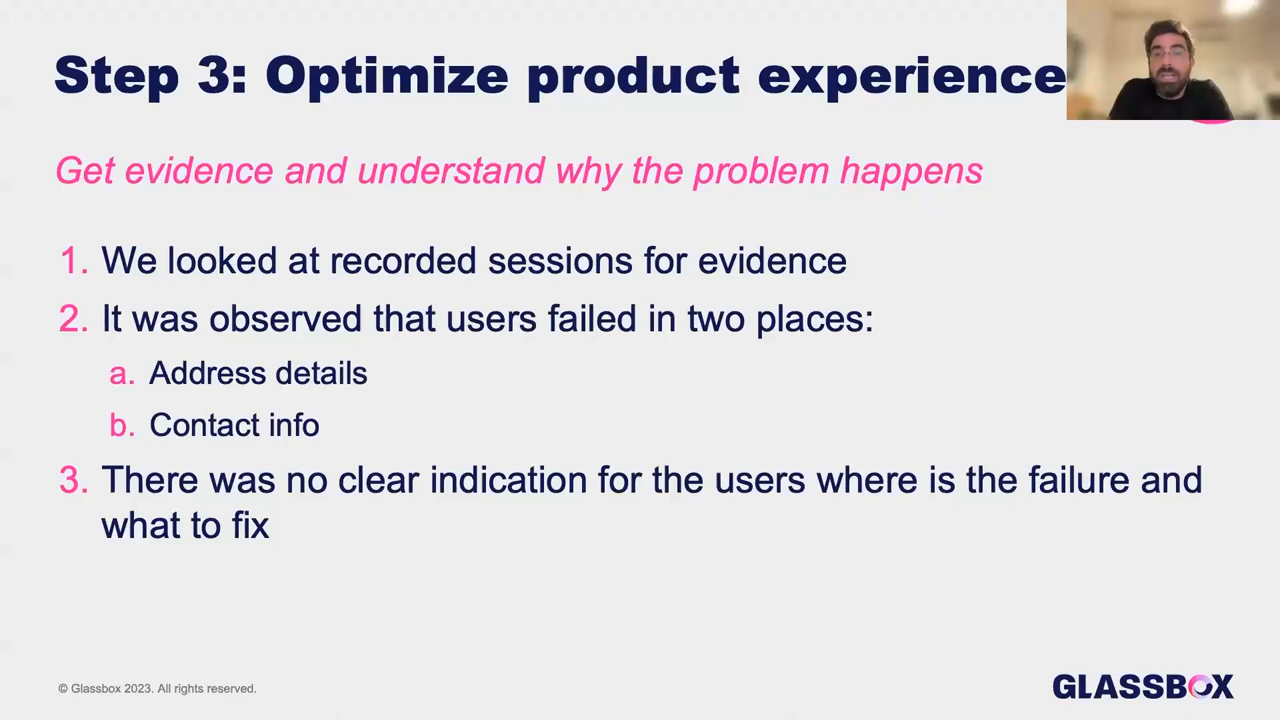 Step 3: Optimize product experience
Get evidence and understand why the problem happens
1. We looked at recorded sessions for evidence
2. It was observed that users failed in two places:
a. Address details
b. Contact info
3. There was no clear indication for the users where is the failure and
what to fix
© Glassbox 2023. All rights reserved.
GLASSBOX